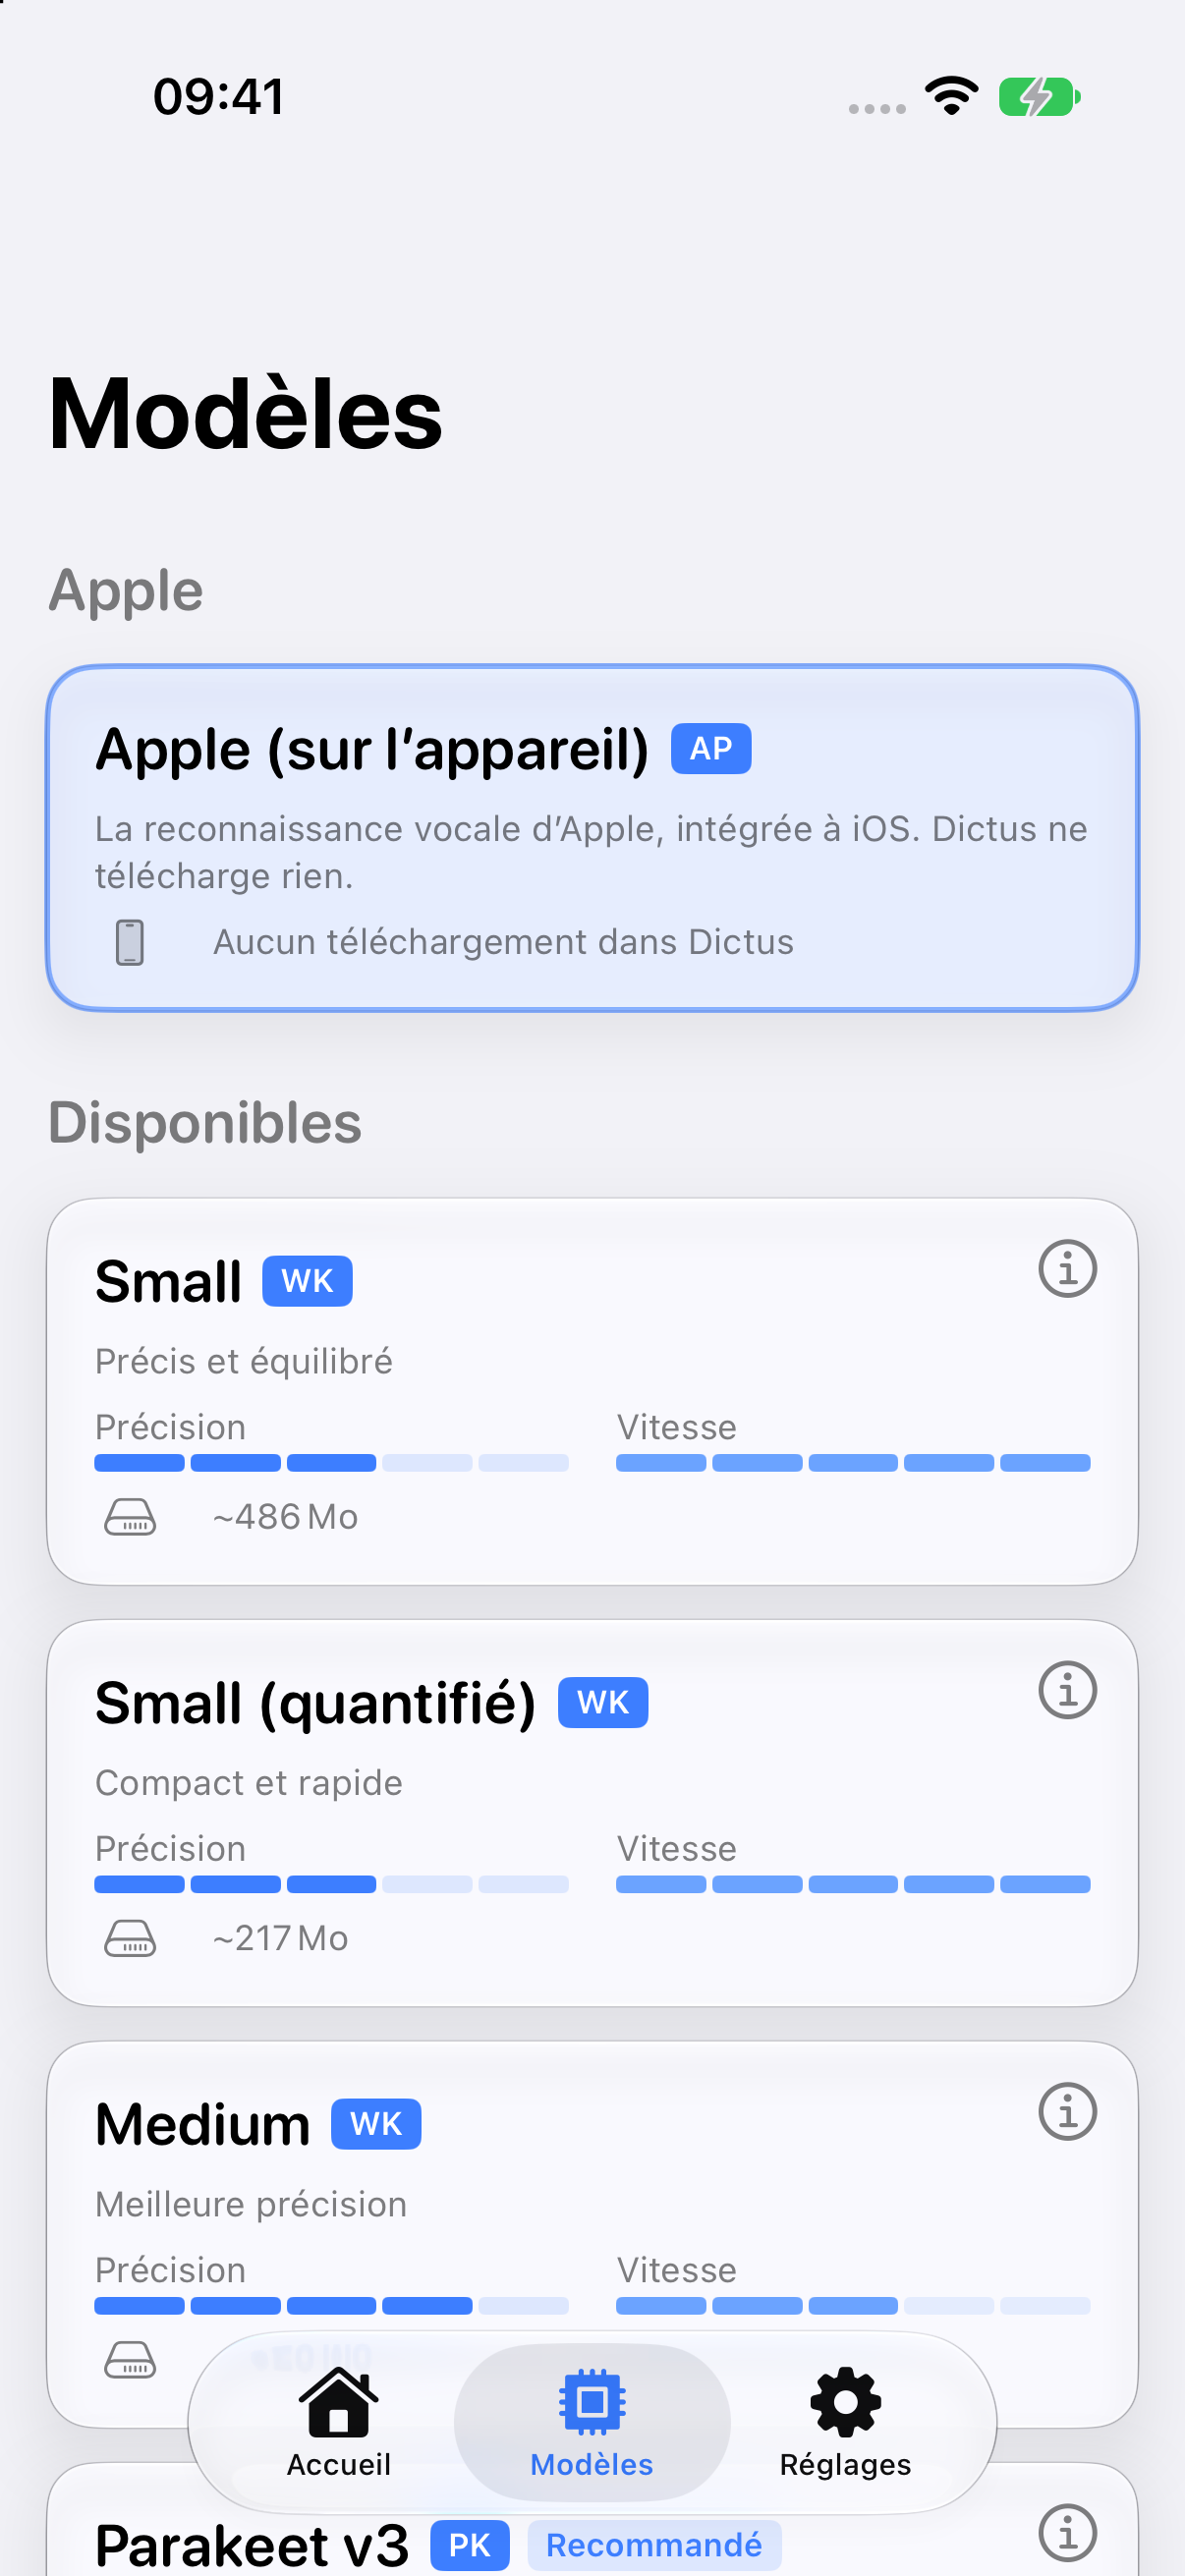 09:41
Modèles
Apple
Apple (sur l’appareil) AP
La reconnaissance vocale d’Apple, intégrée à iOS. Dictus ne
télécharge rien.
Aucun téléchargement dans Dictus
Disponibles
Small WK
Précis et équilibré
Précision Vitesse
~486 Mo
Small (quantifié) WK
Compact et rapide
Précision Vitesse
~217 Mo
Medium WK
Meilleure précision
Précision Vitesse
Accueil Modèles Réglages
Parakeet v3 PK Recommandé